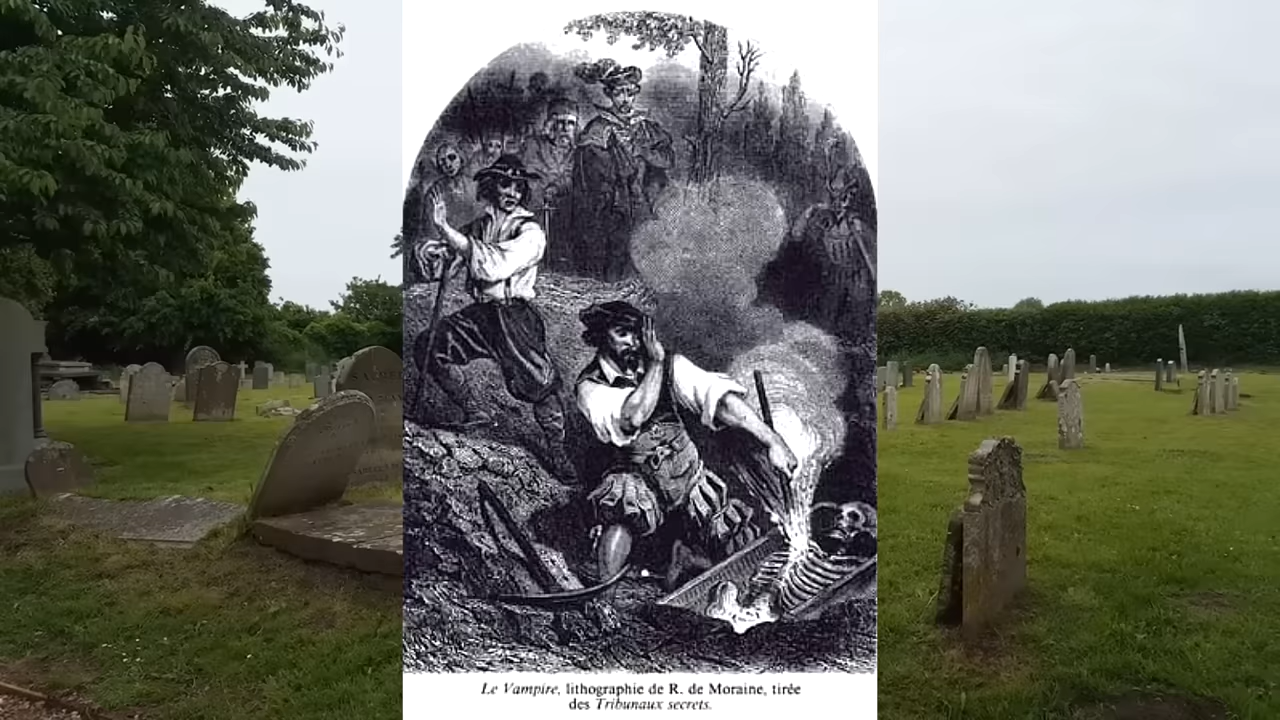 Le Vampire, lithographie de R. de Moraine, tirée
des Tribunaux secrets.